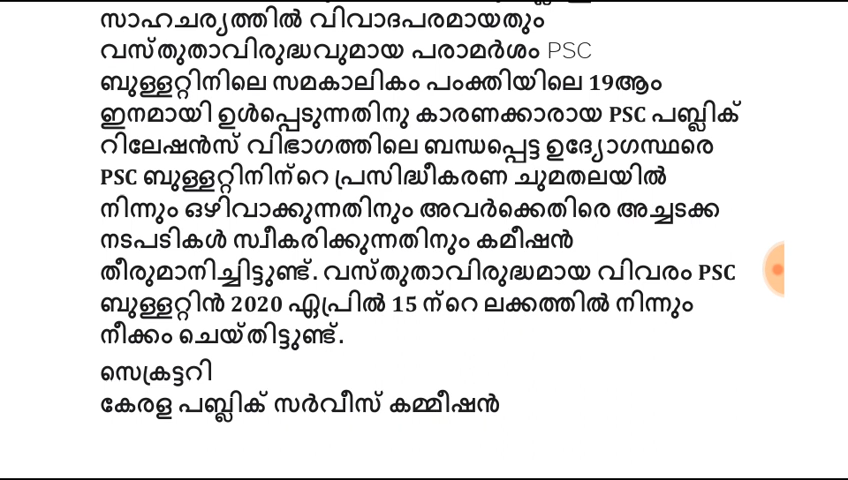 സാഹചര്യത്തിൽ വിവാദപരമായതും
വസ്തുതാവിരുദ്ധവുമായ പരാമർശം PSC
ബുള്ളറ്റിനിലെ സമകാലികം പംക്തിയിലെ 19ആം
ഇനമായി ഉൾപ്പെടുന്നതിനു കാരണക്കാരായ PSC പബ്ലിക്
റിലേഷൻസ് വിഭാഗത്തിലെ ബന്ധപ്പെട്ട ഉദ്യോഗസ്ഥരെ
PSC ബുള്ളറ്റിനിന്റെ പ്രസിദ്ധീകരണ ചുമതലയിൽ
നിന്നും ഒഴിവാക്കുന്നതിനും അവർക്കെതിരെ അച്ചടക്ക
നടപടികൾ സ്വീകരിക്കുന്നതിനും കമീഷൻ
തീരുമാനിച്ചിട്ടുണ്ട്. വസ്തുതാവിരുദ്ധമായ വിവരം PSC
ബുള്ളറ്റിൻ 2020 ഏപ്രിൽ 15 ന്റെ ലക്കത്തിൽ നിന്നും
നീക്കം ചെയ്തിട്ടുണ്ട്.
സെക്രട്ടറി
കേരള പബ്ലിക് സർവീസ് കമ്മീഷൻ